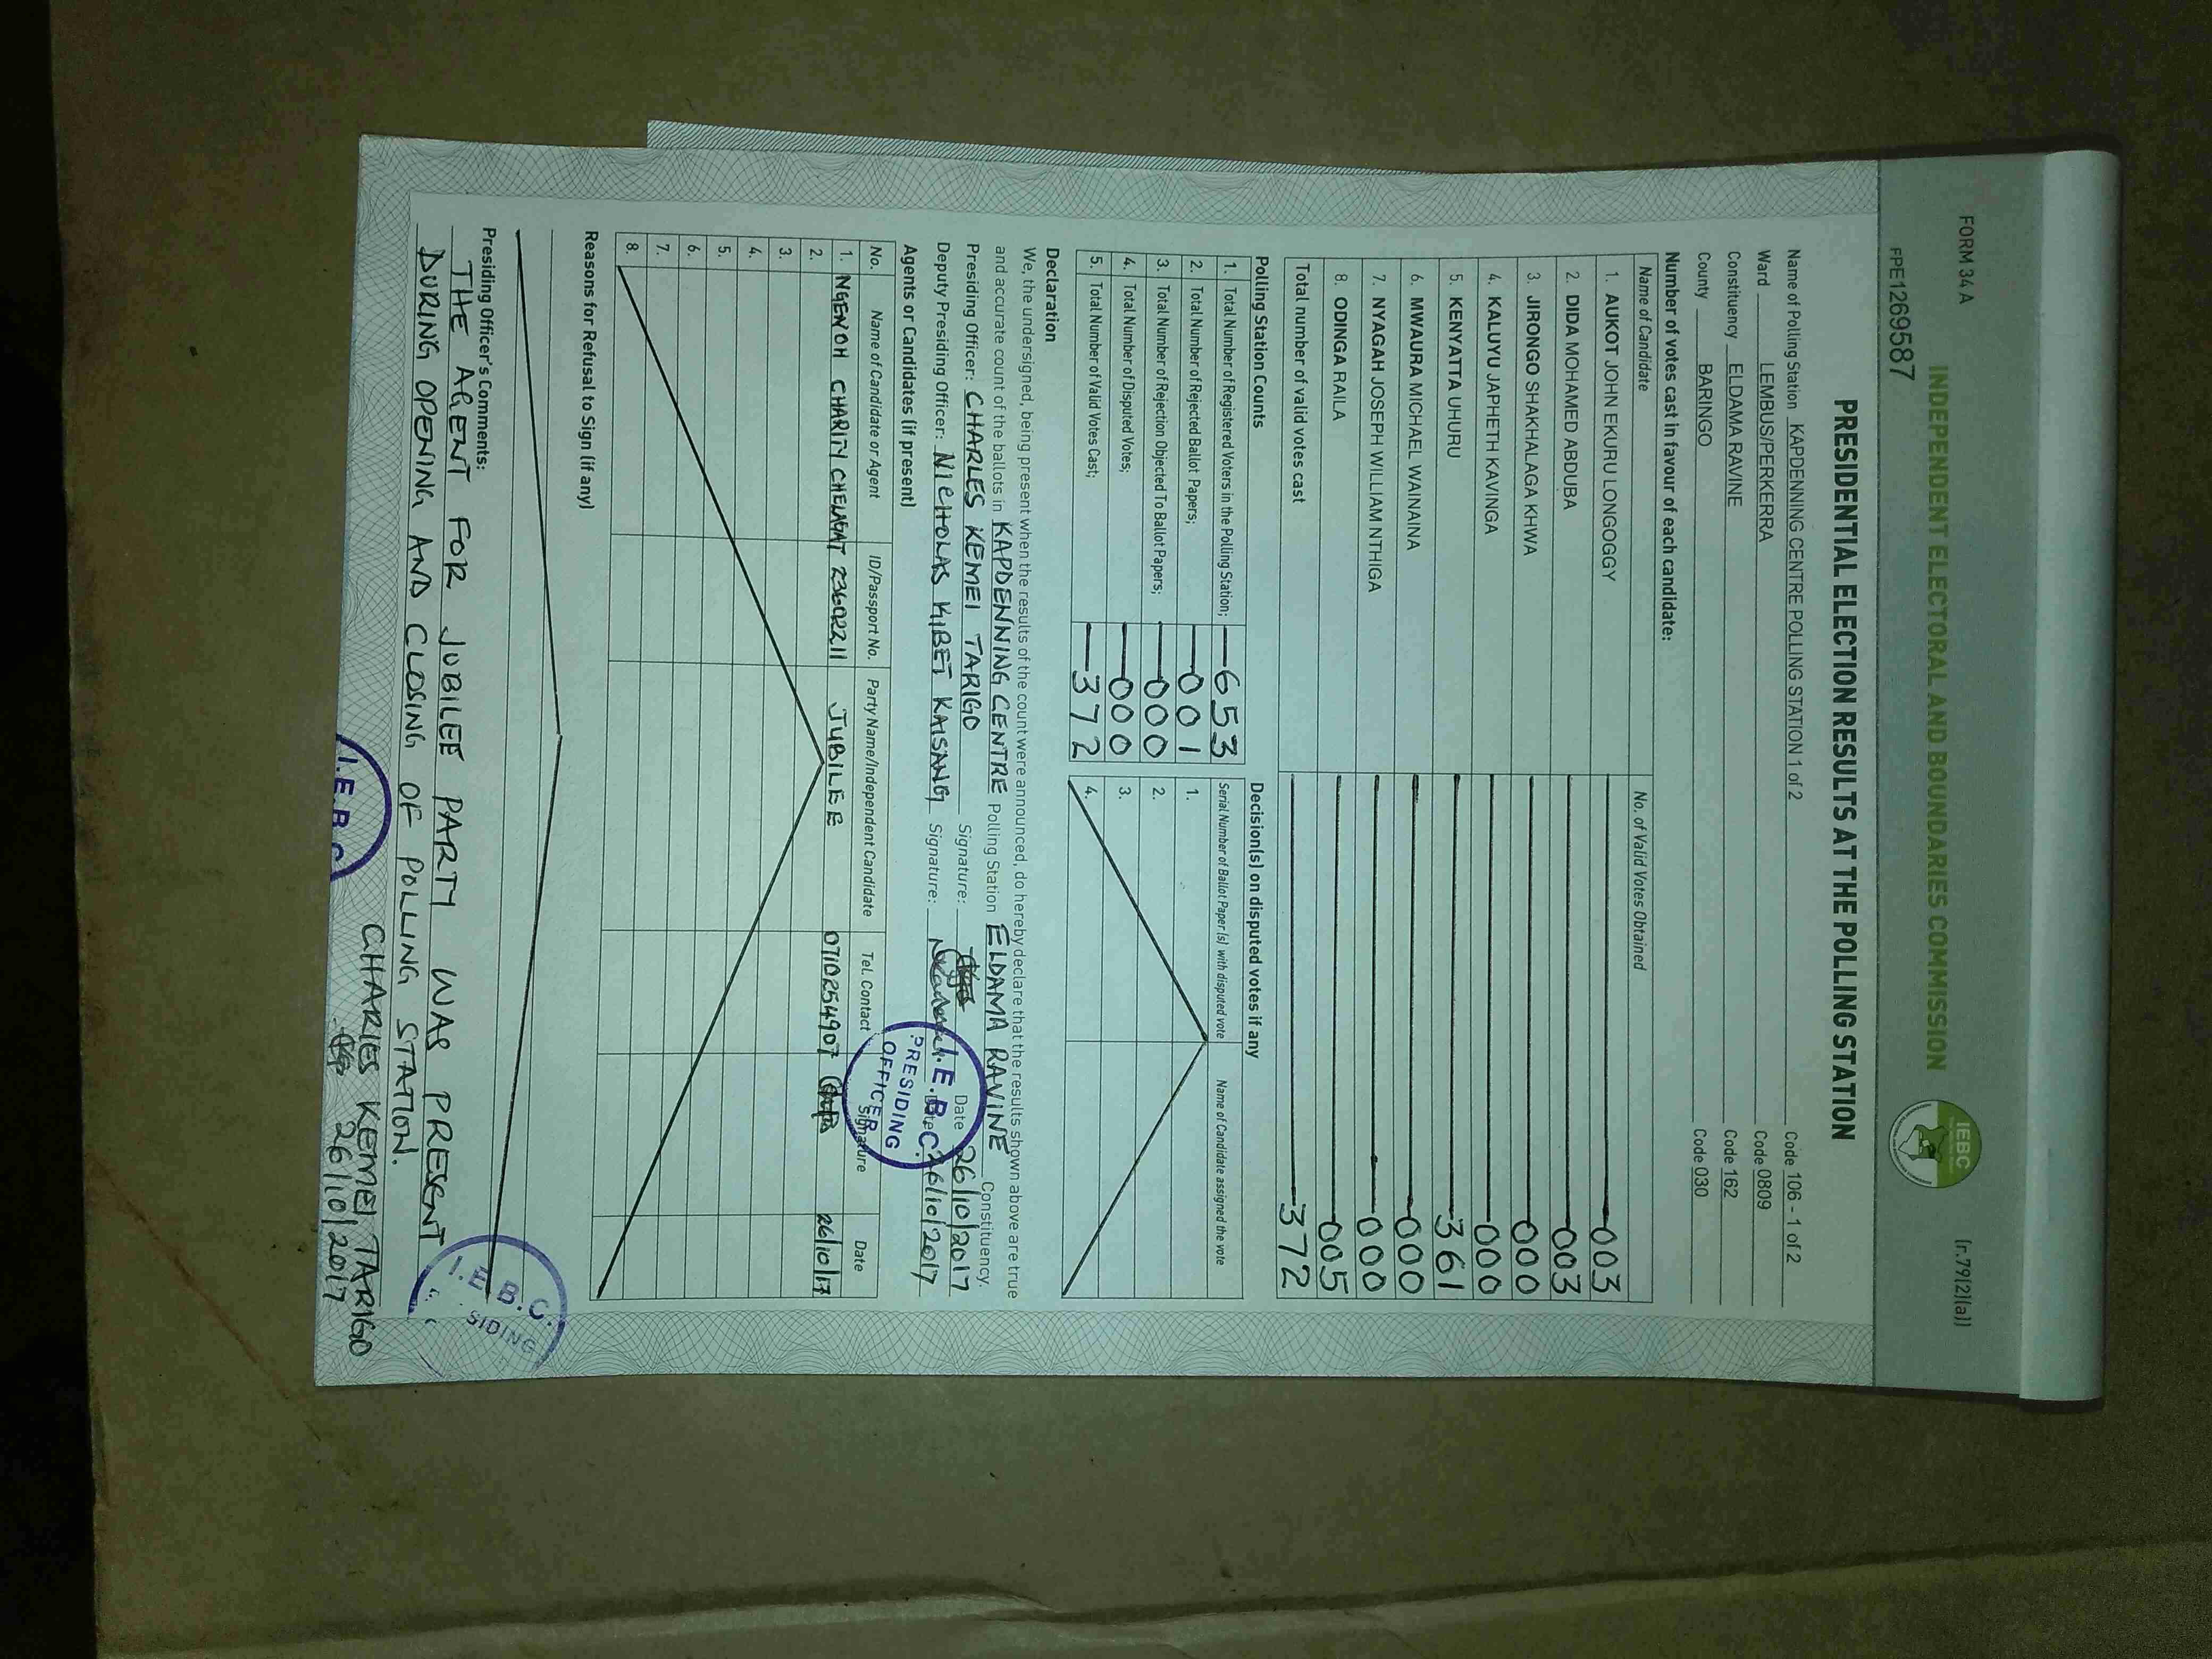 FORM 34A
INDEPENDENT ELECTORAL AND BOUNDARIES COMMISSION
IEBC
(r.79(2)(a))
FPE1269587
PRESIDENTIAL ELECTION RESULTS AT THE POLLING STATION
Name of Polling Station KAPDENNING CENTRE POLLING STATION 1 of 2 Code 106 - 1 of 2
Ward LEMBUS/PERKERRA Code 0809
Constituency ELDAMA RAVINE Code 162
County BARINGO Code 030
Number of votes cast in favour of each candidate:
Name of Candidate No. of Valid Votes Obtained
1. AUKOT JOHN EKURU LONGOGGY 003
2. DIDA MOHAMED ABDUBA 003
3. JIRONGO SHAKHALAGA KHWA 000
4. KALUYU JAPHETH KAVINGA 000
5. KENYATTA UHURU 361
6. MWAURA MICHAEL WAINAINA 000
7. NYAGAH JOSEPH WILLIAM NTHIGA 000
8. ODINGA RAILA 005
Total number of valid votes cast 372
Polling Station Counts
1. Total Number of Registered Voters in the Polling Station; 653
2. Total Number of Rejected Ballot Papers; 001
3. Total Number of Rejection Objected To Ballot Papers; 000
4. Total Number of Disputed Votes; 000
5. Total Number of Valid Votes Cast; 372
Decision(s) on disputed votes if any
Serial Number of Ballot Paper(s) with disputed vote Name of Candidate assigned the vote
1.
2.
3.
4.
Declaration
We, the undersigned, being present when the results of the count were announced, do hereby declare that the results shown above are true
and accurate count of the ballots in KAPDENNING CENTRE Polling Station ELDAMA RAVINE Constituency.
Presiding Officer: CHARLES KEMEI TARIGO Signature: Date 26/10/2017
Deputy Presiding Officer: NICHOLAS KIBET KAISANG Signature: Date 26/10/2017
I.E.B.C.
PRESIDING
OFFICER
Agents or Candidates (if present)
No. Name of Candidate or Agent ID/Passport No. Party Name/Independent Candidate Tel. Contact Signature Date
1. NGENOH CHARITY CHELAGAT 23602211 JUBILEE 0710254907 26/10/17
2.
3.
4.
5.
6.
7.
8.
Reasons for Refusal to Sign (if any)
Presiding Officer's Comments:
THE AGENT FOR JUBILEE PARTY WAS PRESENT
DURING OPENING AND CLOSING OF POLLING STATION.
CHARLES KEMEI TARIGO
26/10/2017
I.E.B.C.
SIDING
I.E.B.C